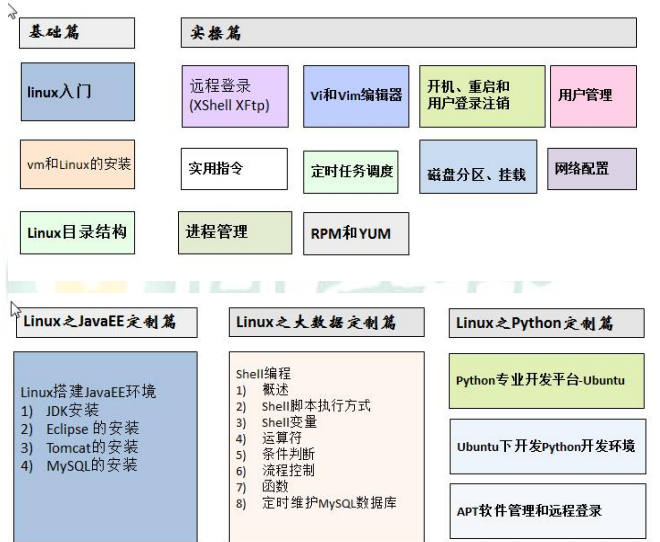 基础篇
实操篇
linux入门
远程登录
(XShell XFtp)
Vi和Vim编辑器
开机、重启和
用户登录注销
用户管理
vm和Linux的安装
实用指令
定时任务调度
磁盘分区、挂载
网络配置
Linux目录结构
进程管理
RPM和YUM
Linux之JavaEE定制篇
Linux之大数据定制篇
Linux之Python定制篇
Linux搭建JavaEE环境
1) JDK安装
2) Eclipse 的安装
3) Tomcat的安装
4) MySQL的安装
Shell编程
1) 概述
2) Shell脚本执行方式
3) Shell变量
4) 运算符
5) 条件判断
6) 流程控制
7) 函数
8) 定时维护MySQL数据库
Python专业开发平台-Ubuntu
Ubuntu下开发Python开发环境
APT软件管理和远程登录